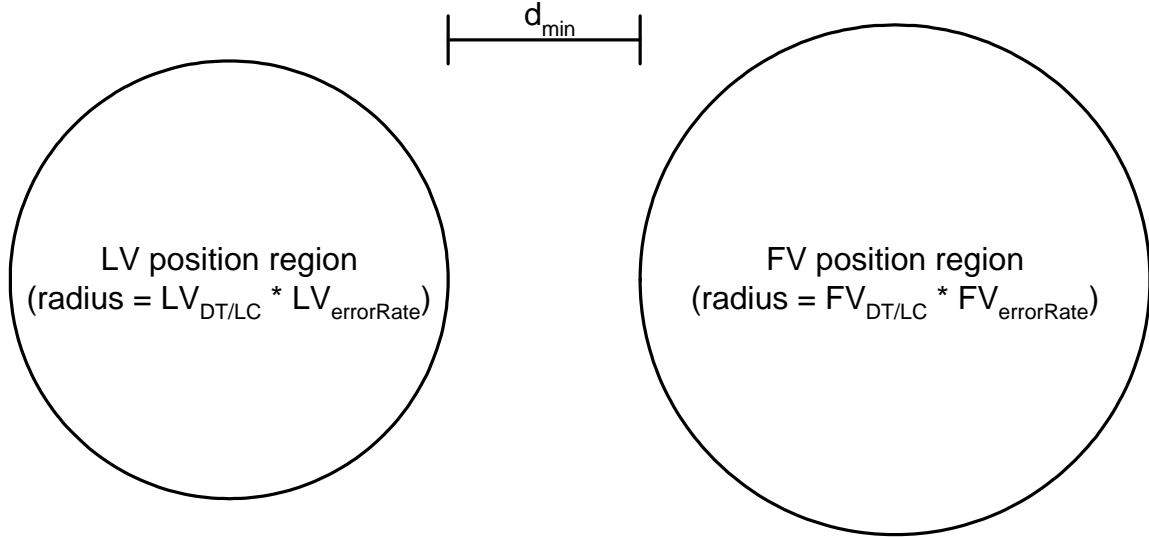 d_min
LV position region
(radius = LV_DT/LC * LV_errorRate)
FV position region
(radius = FV_DT/LC * FV_errorRate)